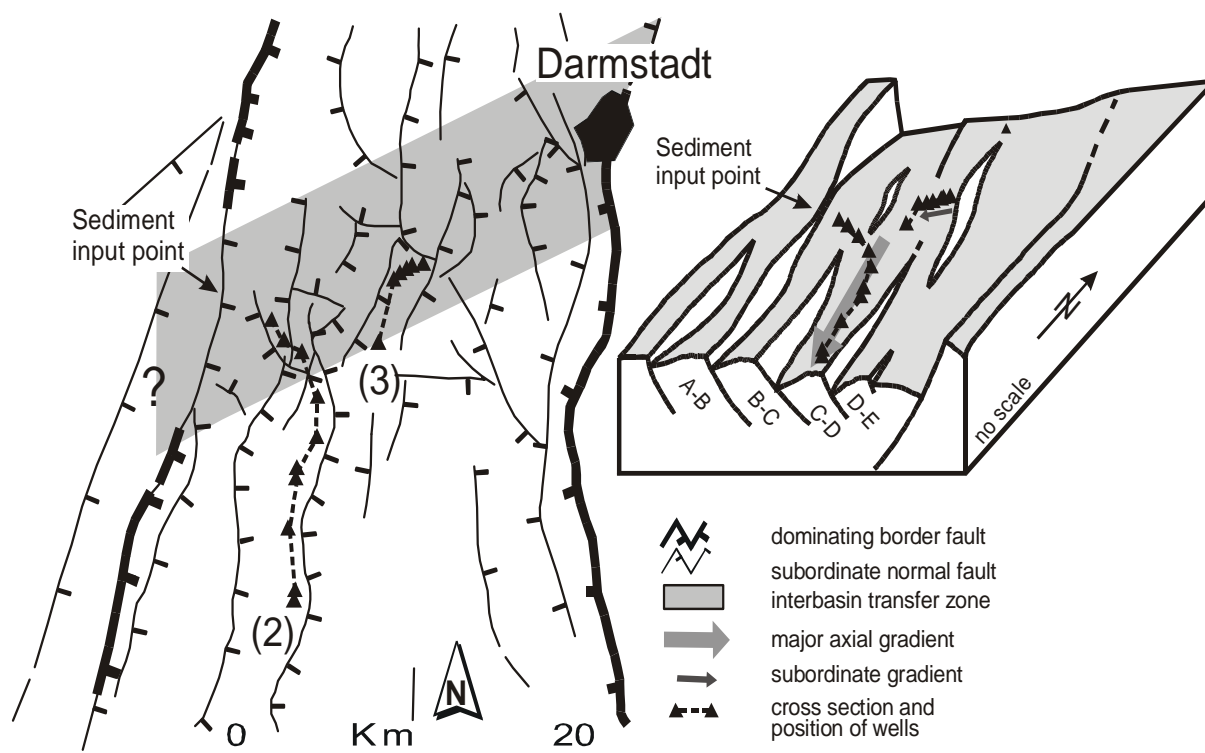 Darmstadt
Sediment
input point
Sediment
input point
?
(3)
(2)
N
0 Km 20
A-B
B-C
C-D
D-E
N
no scale
dominating border fault
subordinate normal fault
interbasin transfer zone
major axial gradient
subordinate gradient
cross section and
position of wells